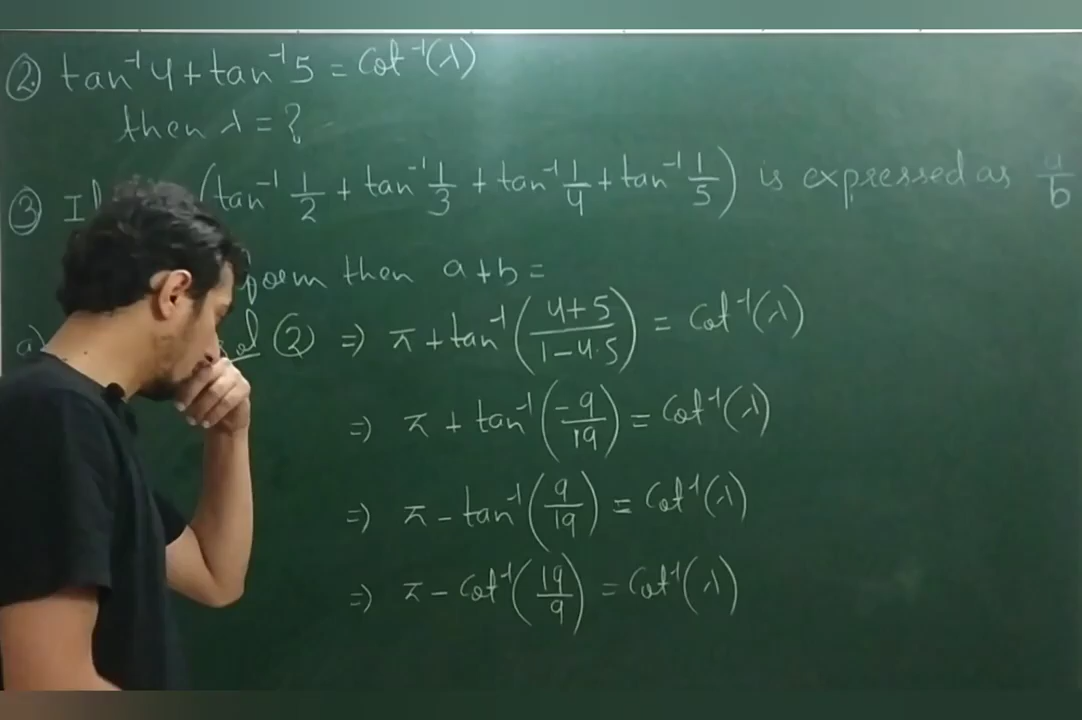 ② tan⁻¹4 + tan⁻¹5 = Cot⁻¹(λ)
then λ = ?
③ If (tan⁻¹ 1/2 + tan⁻¹ 1/3 + tan⁻¹ 1/4 + tan⁻¹ 1/5) is expressed as a/b
form then a+b =
a) Sol ② ⇒ π + tan⁻¹((4+5)/(1-4·5)) = Cot⁻¹(λ)
⇒ π + tan⁻¹(-9/19) = Cot⁻¹(λ)
⇒ π - tan⁻¹(9/19) = Cot⁻¹(λ)
⇒ π - Cot⁻¹(19/9) = Cot⁻¹(λ)